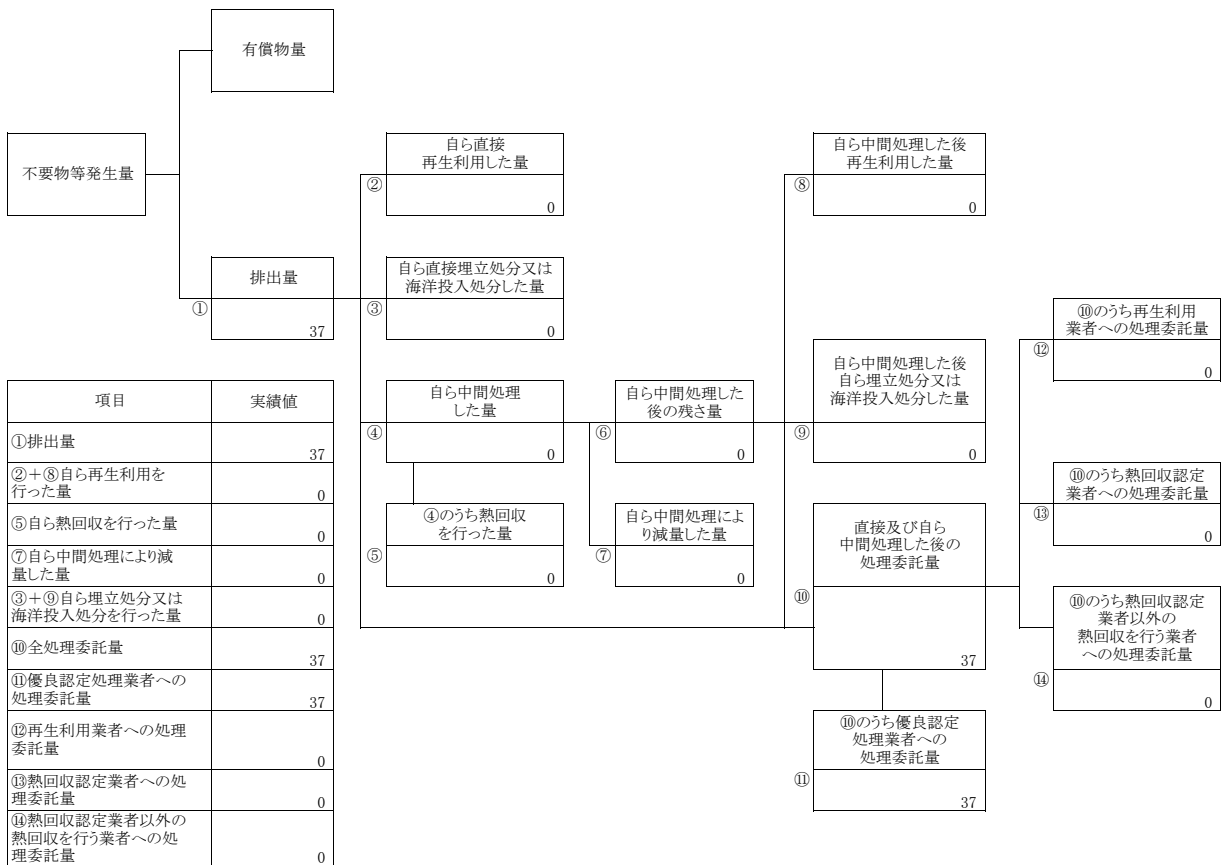 有償物量
不要物等発生量
自ら直接
再生利用した量
②
0
自ら中間処理した後
再生利用した量
⑧
0
排出量
①
37
自ら直接埋立処分又は
海洋投入処分した量
③
0
⑩のうち再生利用
業者への処理委託量
⑫
0
自ら中間処理
した量
④
0
自ら中間処理した
後の残さ量
⑥
0
自ら中間処理した後
自ら埋立処分又は
海洋投入処分した量
⑨
0
⑩のうち熱回収認定
業者への処理委託量
⑬
0
④のうち熱回収
を行った量
⑤
0
自ら中間処理によ
り減量した量
⑦
0
直接及び自ら
中間処理した後の
処理委託量
⑩
37
⑩のうち熱回収認定
業者以外の
熱回収を行う業者
への処理委託量
⑭
0
⑩のうち優良認定
処理業者への
処理委託量
⑪
37
項目 実績値
①排出量
37
②+⑧自ら再生利用を
行った量
0
⑤自ら熱回収を行った量
0
⑦自ら中間処理により減
量した量
0
③+⑨自ら埋立処分又は
海洋投入処分を行った量
0
⑩全処理委託量
37
⑪優良認定処理業者への
処理委託量
37
⑫再生利用業者への処理
委託量
0
⑬熱回収認定業者への処
理委託量
0
⑭熱回収認定業者以外の
熱回収を行う業者への処
理委託量
0